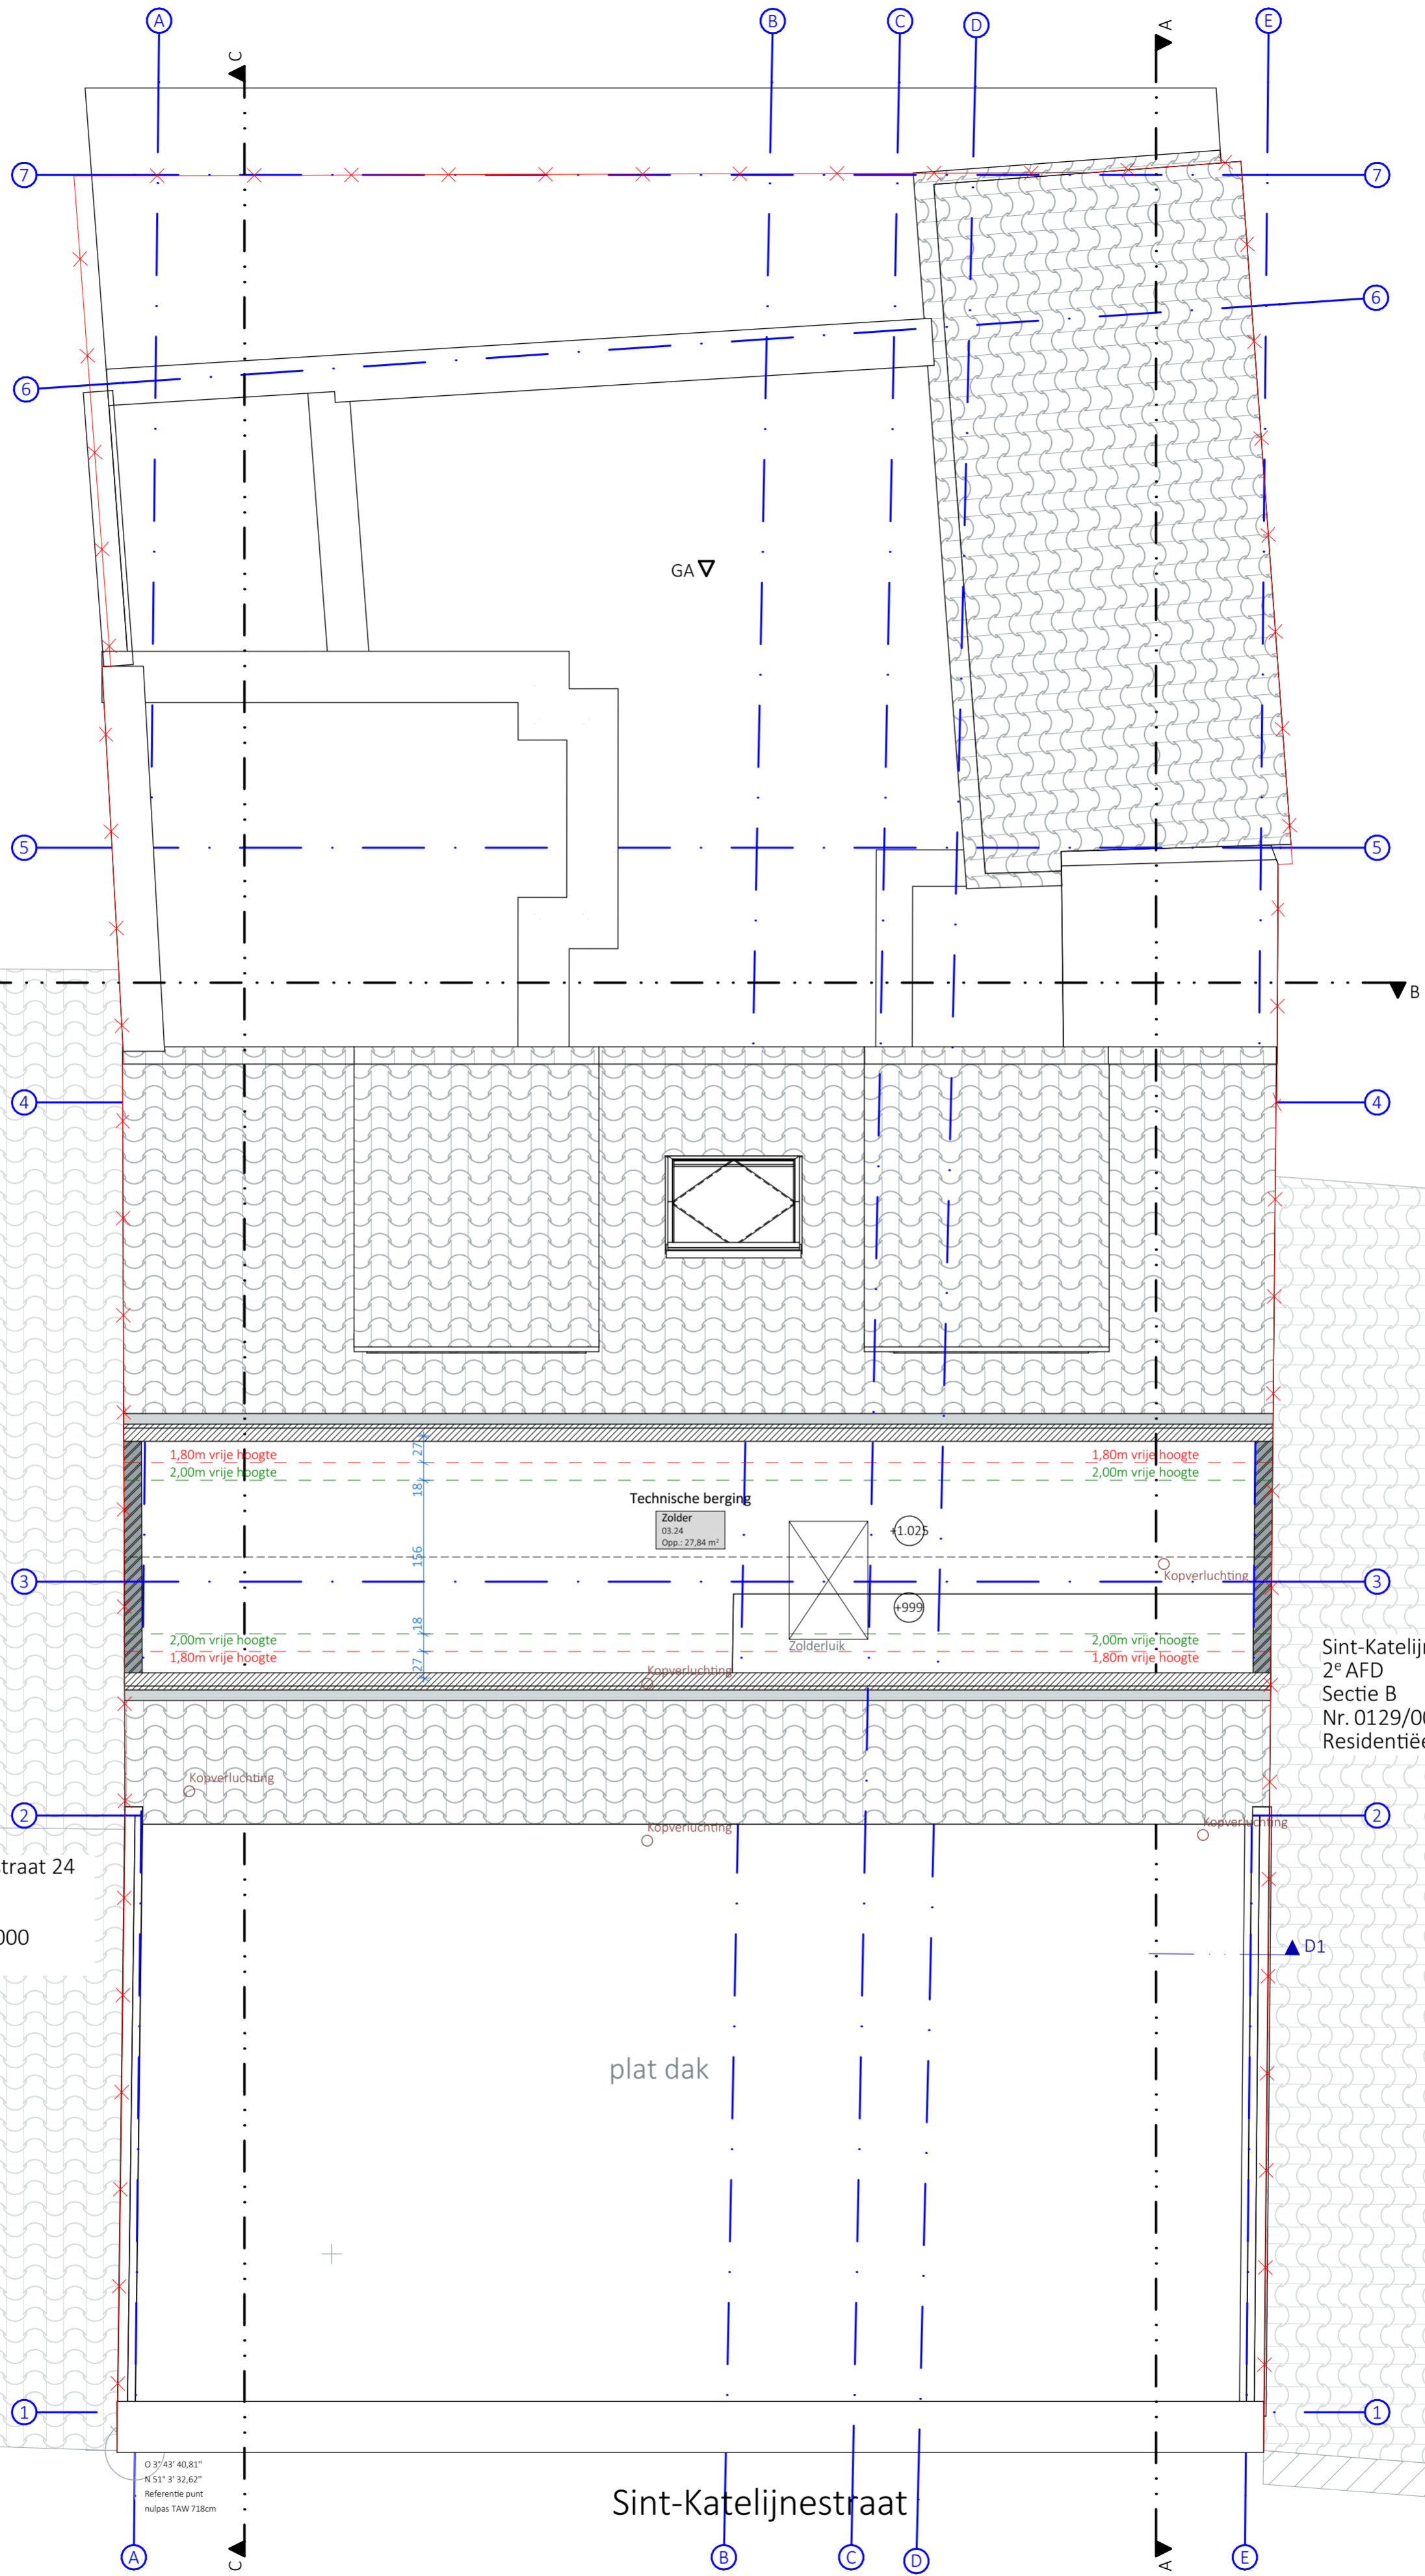 A
B
C
D
E
C
A
7
7
6
6
GA
5
5
B
4
4
1,80m vrije hoogte
1,80m vrije hoogte
2,00m vrije hoogte
2,00m vrije hoogte
27
18
156
18
27
Technische berging
Zolder
03.24
Opp.: 27,84 m²
+1.025
Kopverluchting
3
3
+999
2,00m vrije hoogte
2,00m vrije hoogte
1,80m vrije hoogte
1,80m vrije hoogte
Zolderluik
Kopverluchting
Sint-Katelijn
2e AFD
Sectie B
Nr. 0129/00
Residentiëe
Kopverluchting
2
2
Kopverluchting
Kopverluchting
traat 24
000
D1
plat dak
1
1
O 3° 43' 40,81"
N 51° 3' 32,62"
Referentie punt
nulpas TAW 718cm
Sint-Katelijnestraat
A
C
B
C
D
A
E